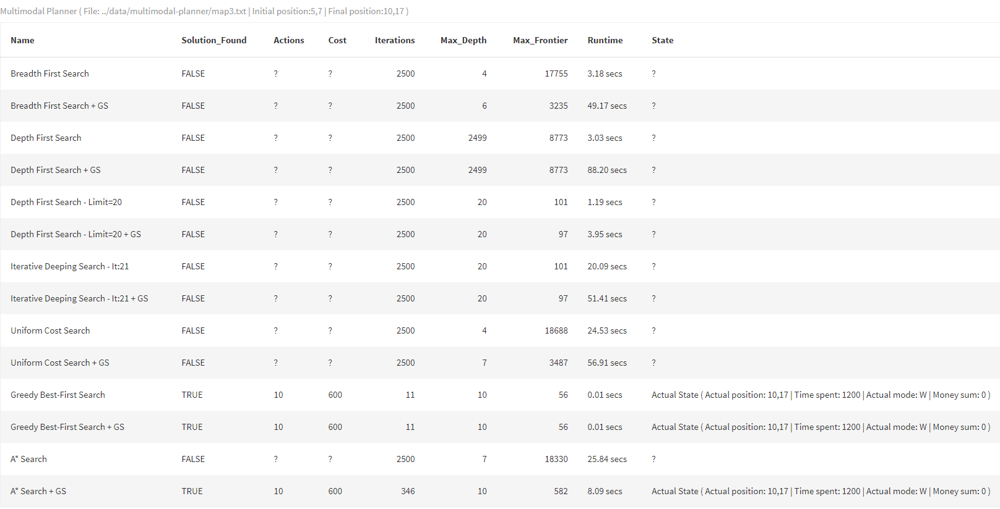 Multimodal Planner ( File: ../data/multimodal-planner/map3.txt | Initial position:5,7 | Final position:10,17 )
Name Solution_Found Actions Cost Iterations Max_Depth Max_Frontier Runtime State
Breadth First Search FALSE ? ? 2500 4 17755 3.18 secs ?
Breadth First Search + GS FALSE ? ? 2500 6 3235 49.17 secs ?
Depth First Search FALSE ? ? 2500 2499 8773 3.03 secs ?
Depth First Search + GS FALSE ? ? 2500 2499 8773 88.20 secs ?
Depth First Search - Limit=20 FALSE ? ? 2500 20 101 1.19 secs ?
Depth First Search - Limit=20 + GS FALSE ? ? 2500 20 97 3.95 secs ?
Iterative Deeping Search - It:21 FALSE ? ? 2500 20 101 20.09 secs ?
Iterative Deeping Search - It:21 + GS FALSE ? ? 2500 20 97 51.41 secs ?
Uniform Cost Search FALSE ? ? 2500 4 18688 24.53 secs ?
Uniform Cost Search + GS FALSE ? ? 2500 7 3487 56.91 secs ?
Greedy Best-First Search TRUE 10 600 11 10 56 0.01 secs Actual State ( Actual position: 10,17 | Time spent: 1200 | Actual mode: W | Money sum: 0 )
Greedy Best-First Search + GS TRUE 10 600 11 10 56 0.01 secs Actual State ( Actual position: 10,17 | Time spent: 1200 | Actual mode: W | Money sum: 0 )
A* Search FALSE ? ? 2500 7 18330 25.84 secs ?
A* Search + GS TRUE 10 600 346 10 582 8.09 secs Actual State ( Actual position: 10,17 | Time spent: 1200 | Actual mode: W | Money sum: 0 )